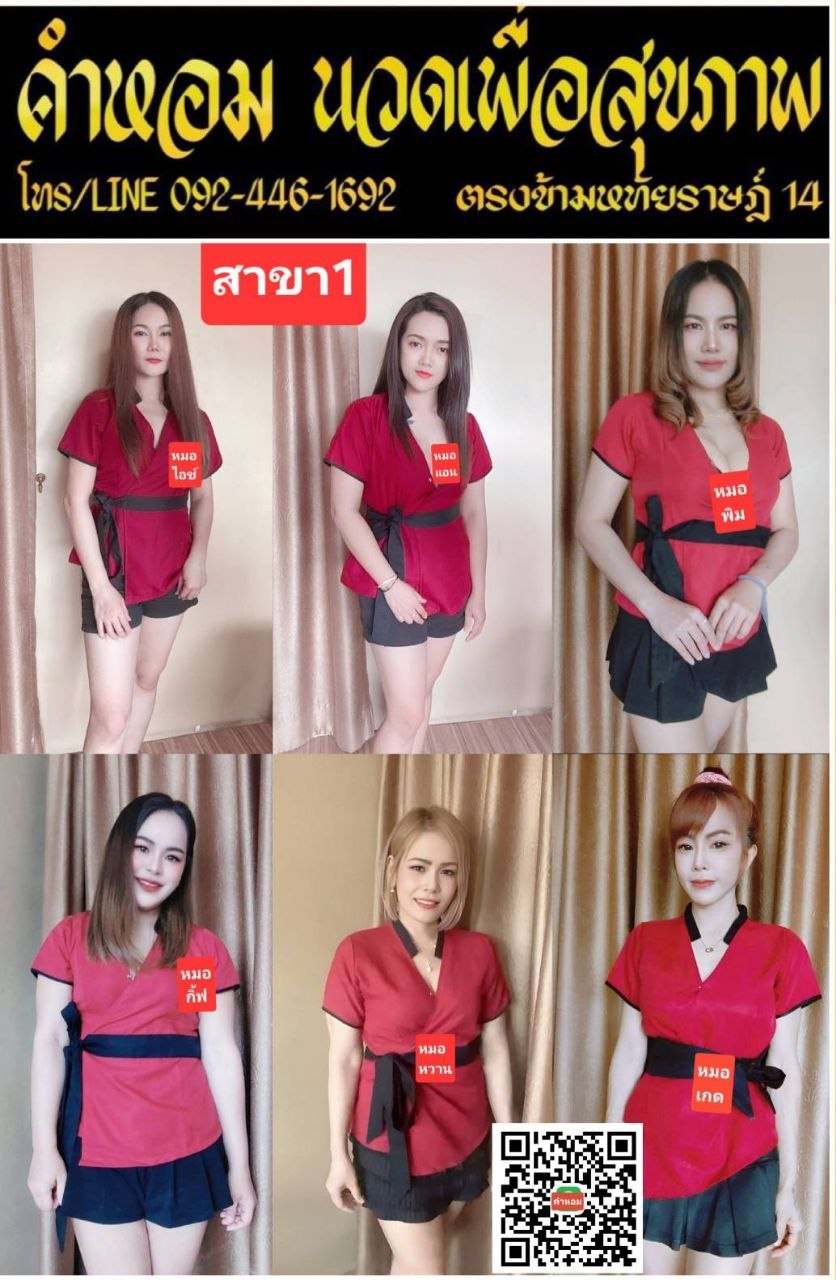 คำหอม นวดเพื่อสุขภาพ
โทร/LINE 092-446-1692 ตรงข้ามหทัยราษฎ์ 14
สาขา1
หมอ
ไอซ์
หมอ
แอน
หมอ
พิม
หมอ
กิ๊ฟ
หมอ
หวาน
หมอ
เกด
คำหอม